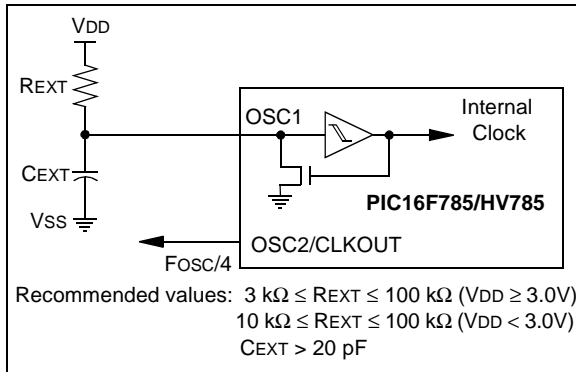 VDD
REXT
OSC1
Internal
Clock
CEXT
PIC16F785/HV785
VSS
OSC2/CLKOUT
FOSC/4
Recommended values: 3 kΩ ≤ REXT ≤ 100 kΩ (VDD ≥ 3.0V)
10 kΩ ≤ REXT ≤ 100 kΩ (VDD < 3.0V)
CEXT > 20 pF